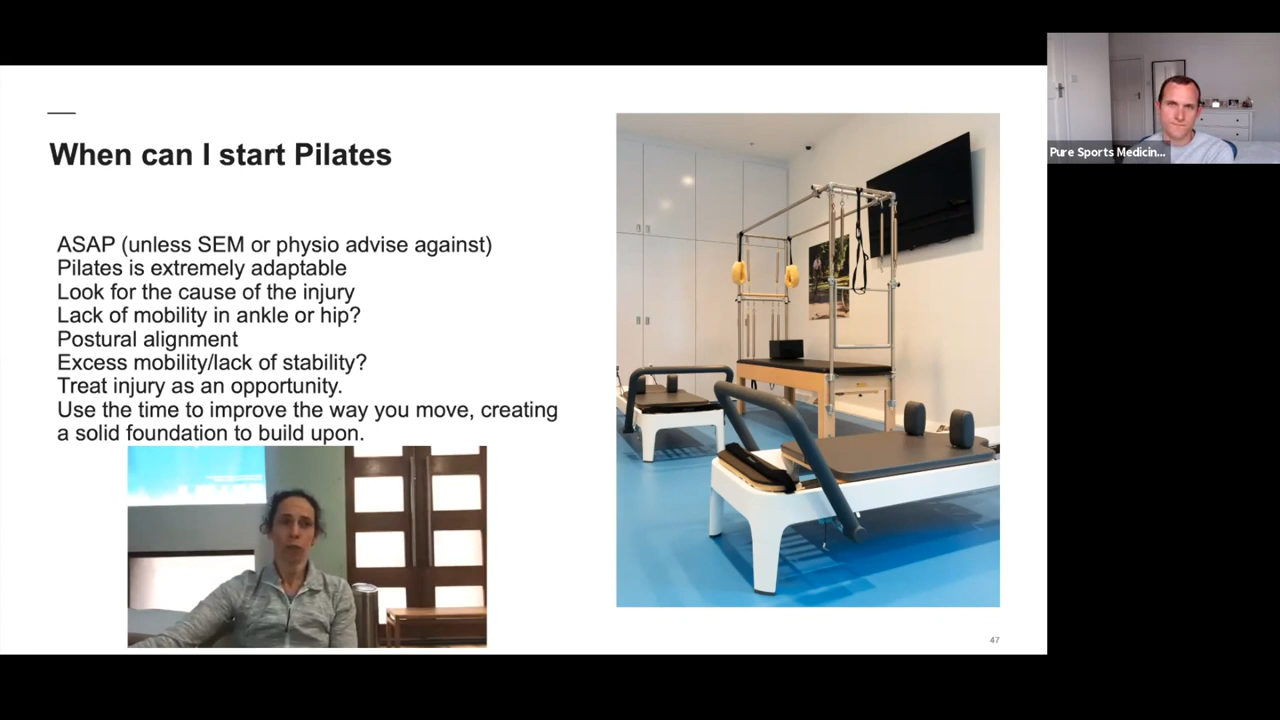 When can I start Pilates
ASAP (unless SEM or physio advise against)
Pilates is extremely adaptable
Look for the cause of the injury
Lack of mobility in ankle or hip?
Postural alignment
Excess mobility/lack of stability?
Treat injury as an opportunity.
Use the time to improve the way you move, creating
a solid foundation to build upon.
47
Pure Sports Medicin...